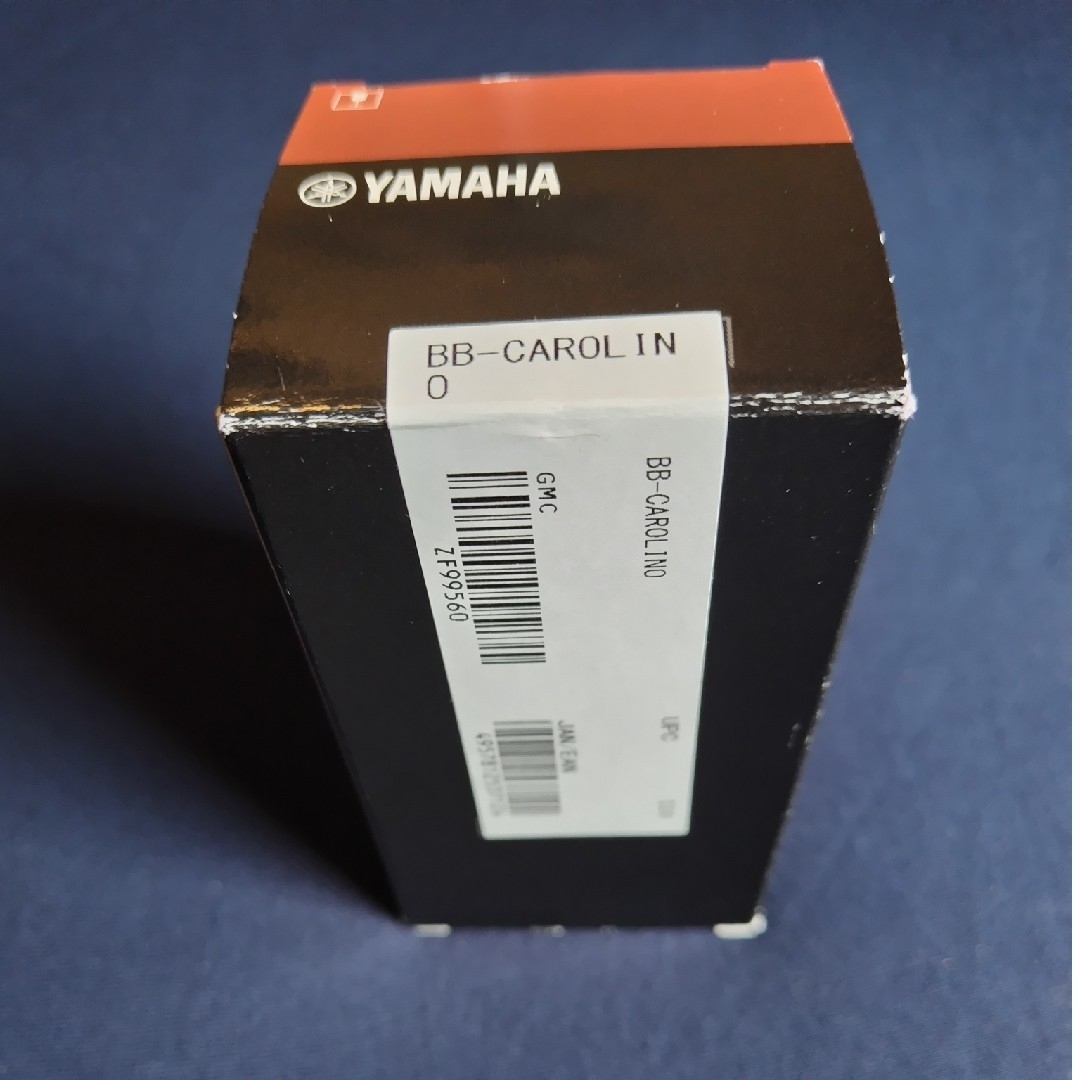 YAMAHA
BB-CAROLIN
O
BB-CAROLINO
GMC
ZF99560
UPC
JAN/EAN